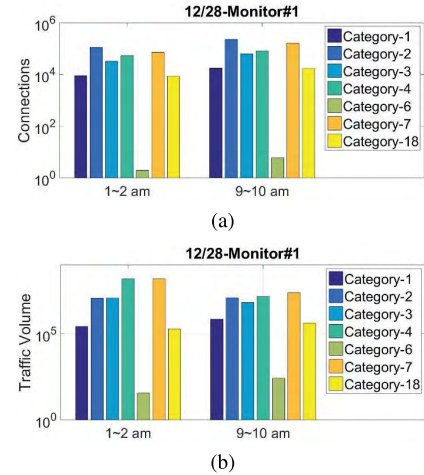 (a)
12/28-Monitor#1
10^6
10^4
10^2
10^0
Connections
Category-1
Category-2
Category-3
Category-4
Category-6
Category-7
Category-18
1~2 am
9~10 am
(a)
12/28-Monitor#1
10^5
10^0
Traffic Volume
Category-1
Category-2
Category-3
Category-4
Category-6
Category-7
Category-18
1~2 am
9~10 am
(b)